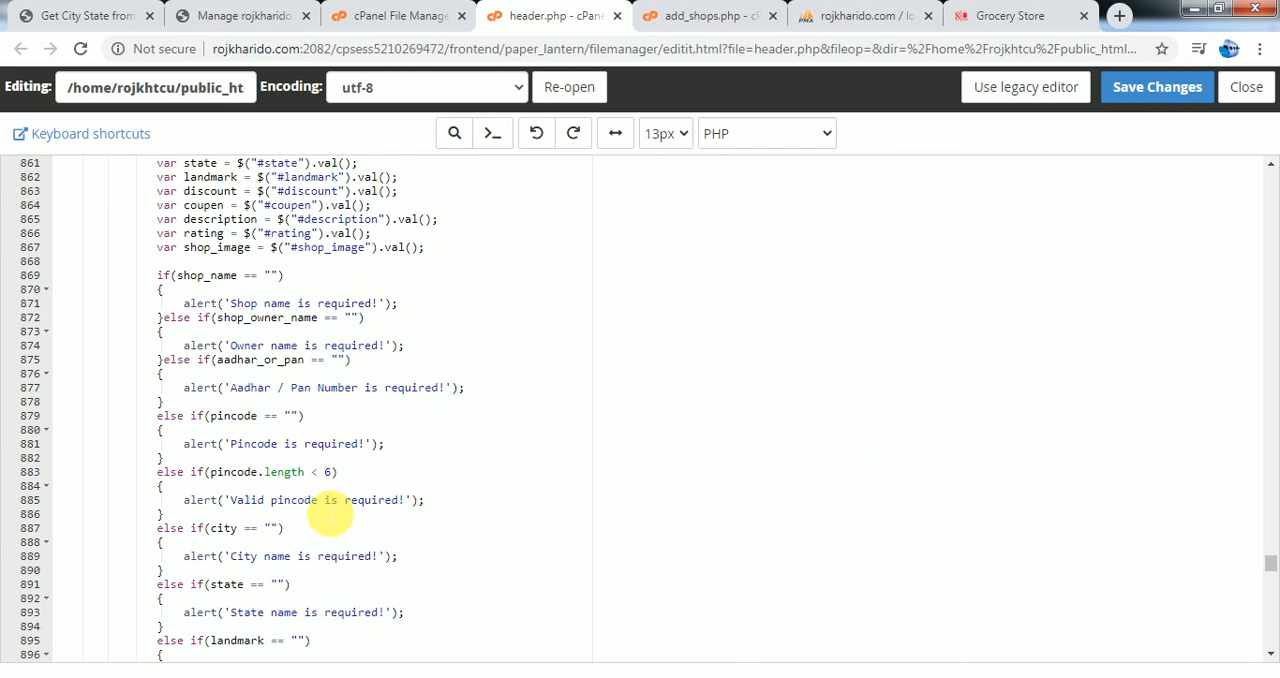 Get City State from
Manage rojkharido
cPanel File Manage
header.php - cPane
add_shops.php - cP
rojkharido.com / lo
Grocery Store
Not secure rojkharido.com:2082/cpsess5210269472/frontend/paper_lantern/filemanager/editit.html?file=header.php&fileop=&dir=%2Fhome%2Frojkhtcu%2Fpublic_html...
Editing: /home/rojkhtcu/public_ht Encoding: utf-8 Re-open Use legacy editor Save Changes Close
Keyboard shortcuts 13px PHP
861 var state = $("#state").val();
862 var landmark = $("#landmark").val();
863 var discount = $("#discount").val();
864 var coupen = $("#coupen").val();
865 var description = $("#description").val();
866 var rating = $("#rating").val();
867 var shop_image = $("#shop_image").val();
868
869 if(shop_name == "")
870 {
871 alert('Shop name is required!');
872 }else if(shop_owner_name == "")
873 {
874 alert('Owner name is required!');
875 }else if(aadhar_or_pan == "")
876 {
877 alert('Aadhar / Pan Number is required!');
878 }
879 else if(pincode == "")
880 {
881 alert('Pincode is required!');
882 }
883 else if(pincode.length < 6)
884 {
885 alert('Valid pincode is required!');
886 }
887 else if(city == "")
888 {
889 alert('City name is required!');
890 }
891 else if(state == "")
892 {
893 alert('State name is required!');
894 }
895 else if(landmark == "")
896 {